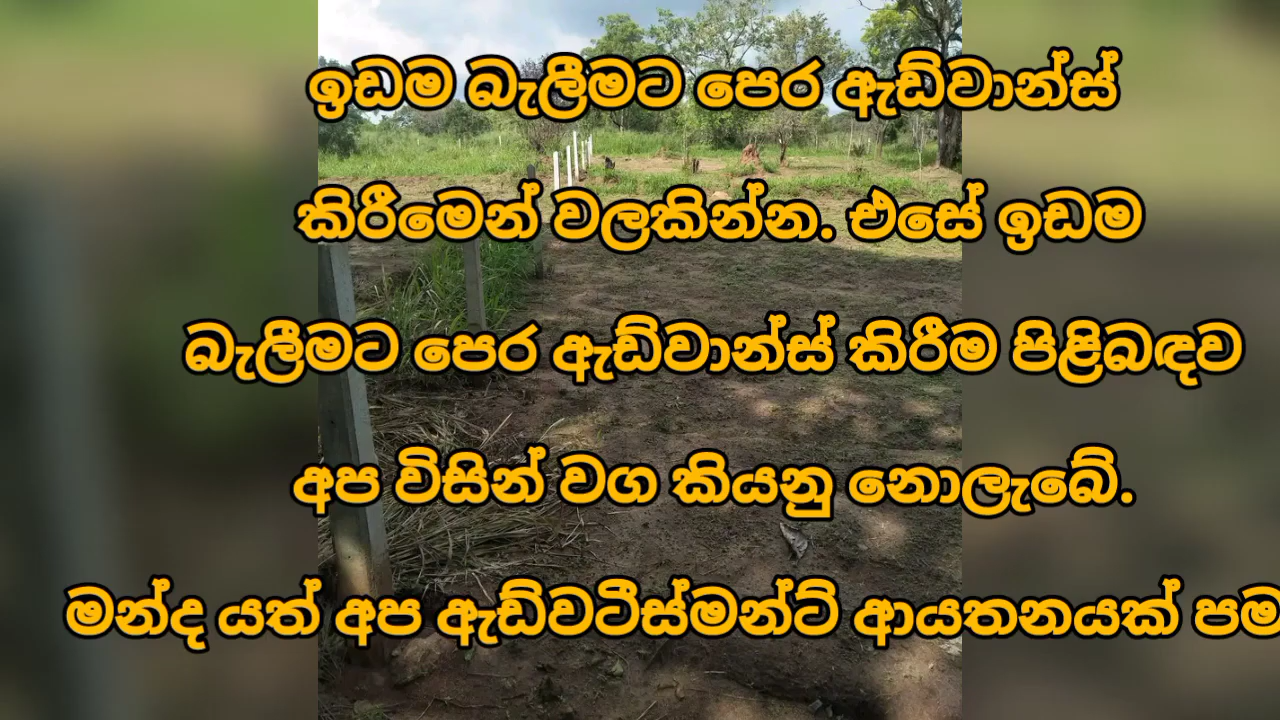 ඉඩම බැලීමට පෙර ඇඩ්වාන්ස්
කිරීමෙන් වලකින්න. එසේ ඉඩම
බැලීමට පෙර ඇඩ්වාන්ස් කිරීම පිළිබඳව
අප විසින් වග කියනු නොලැබේ.
මන්ද යත් අප ඇඩ්වටීස්මන්ට් ආයතනයක් පම